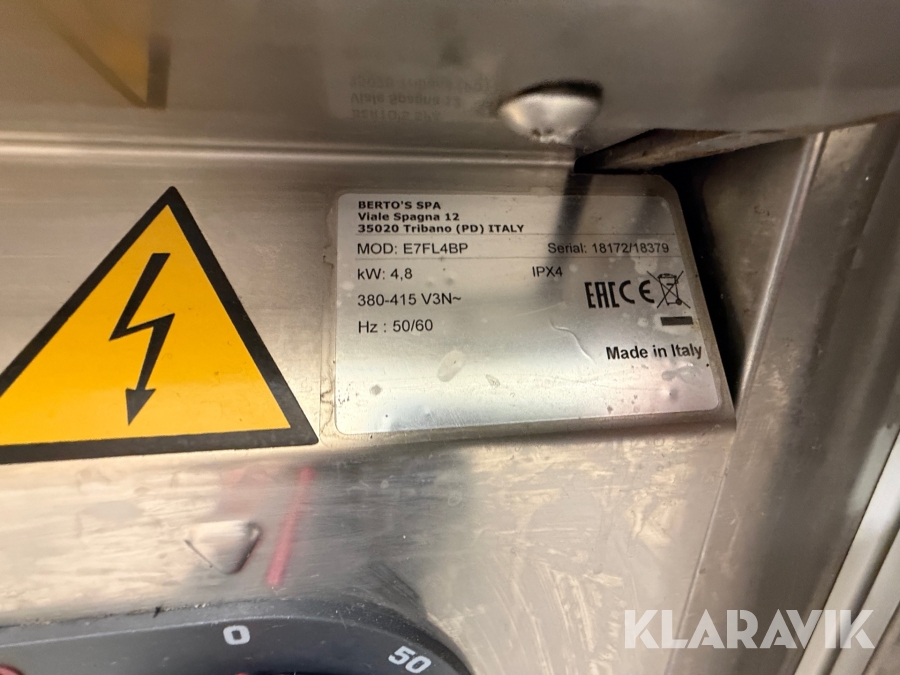 BERTO'S SPA
Viale Spagna 12
35020 Tribano (PD) ITALY
MOD: E7FL4BP Serial: 18172/18379
kW: 4,8 IPX4
380-415 V3N~
EAC CE
Hz : 50/60
Made in Italy
0
50
KLARAVIK